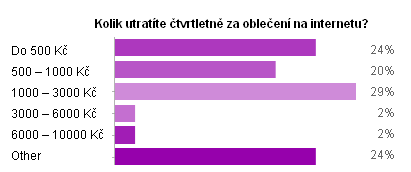 Kolik utratíte čtvrtletně za oblečení na internetu?
Do 500 Kč 24%
500 – 1000 Kč 20%
1000 – 3000 Kč 29%
3000 – 6000 Kč 2%
6000 – 10000 Kč 2%
Other 24%